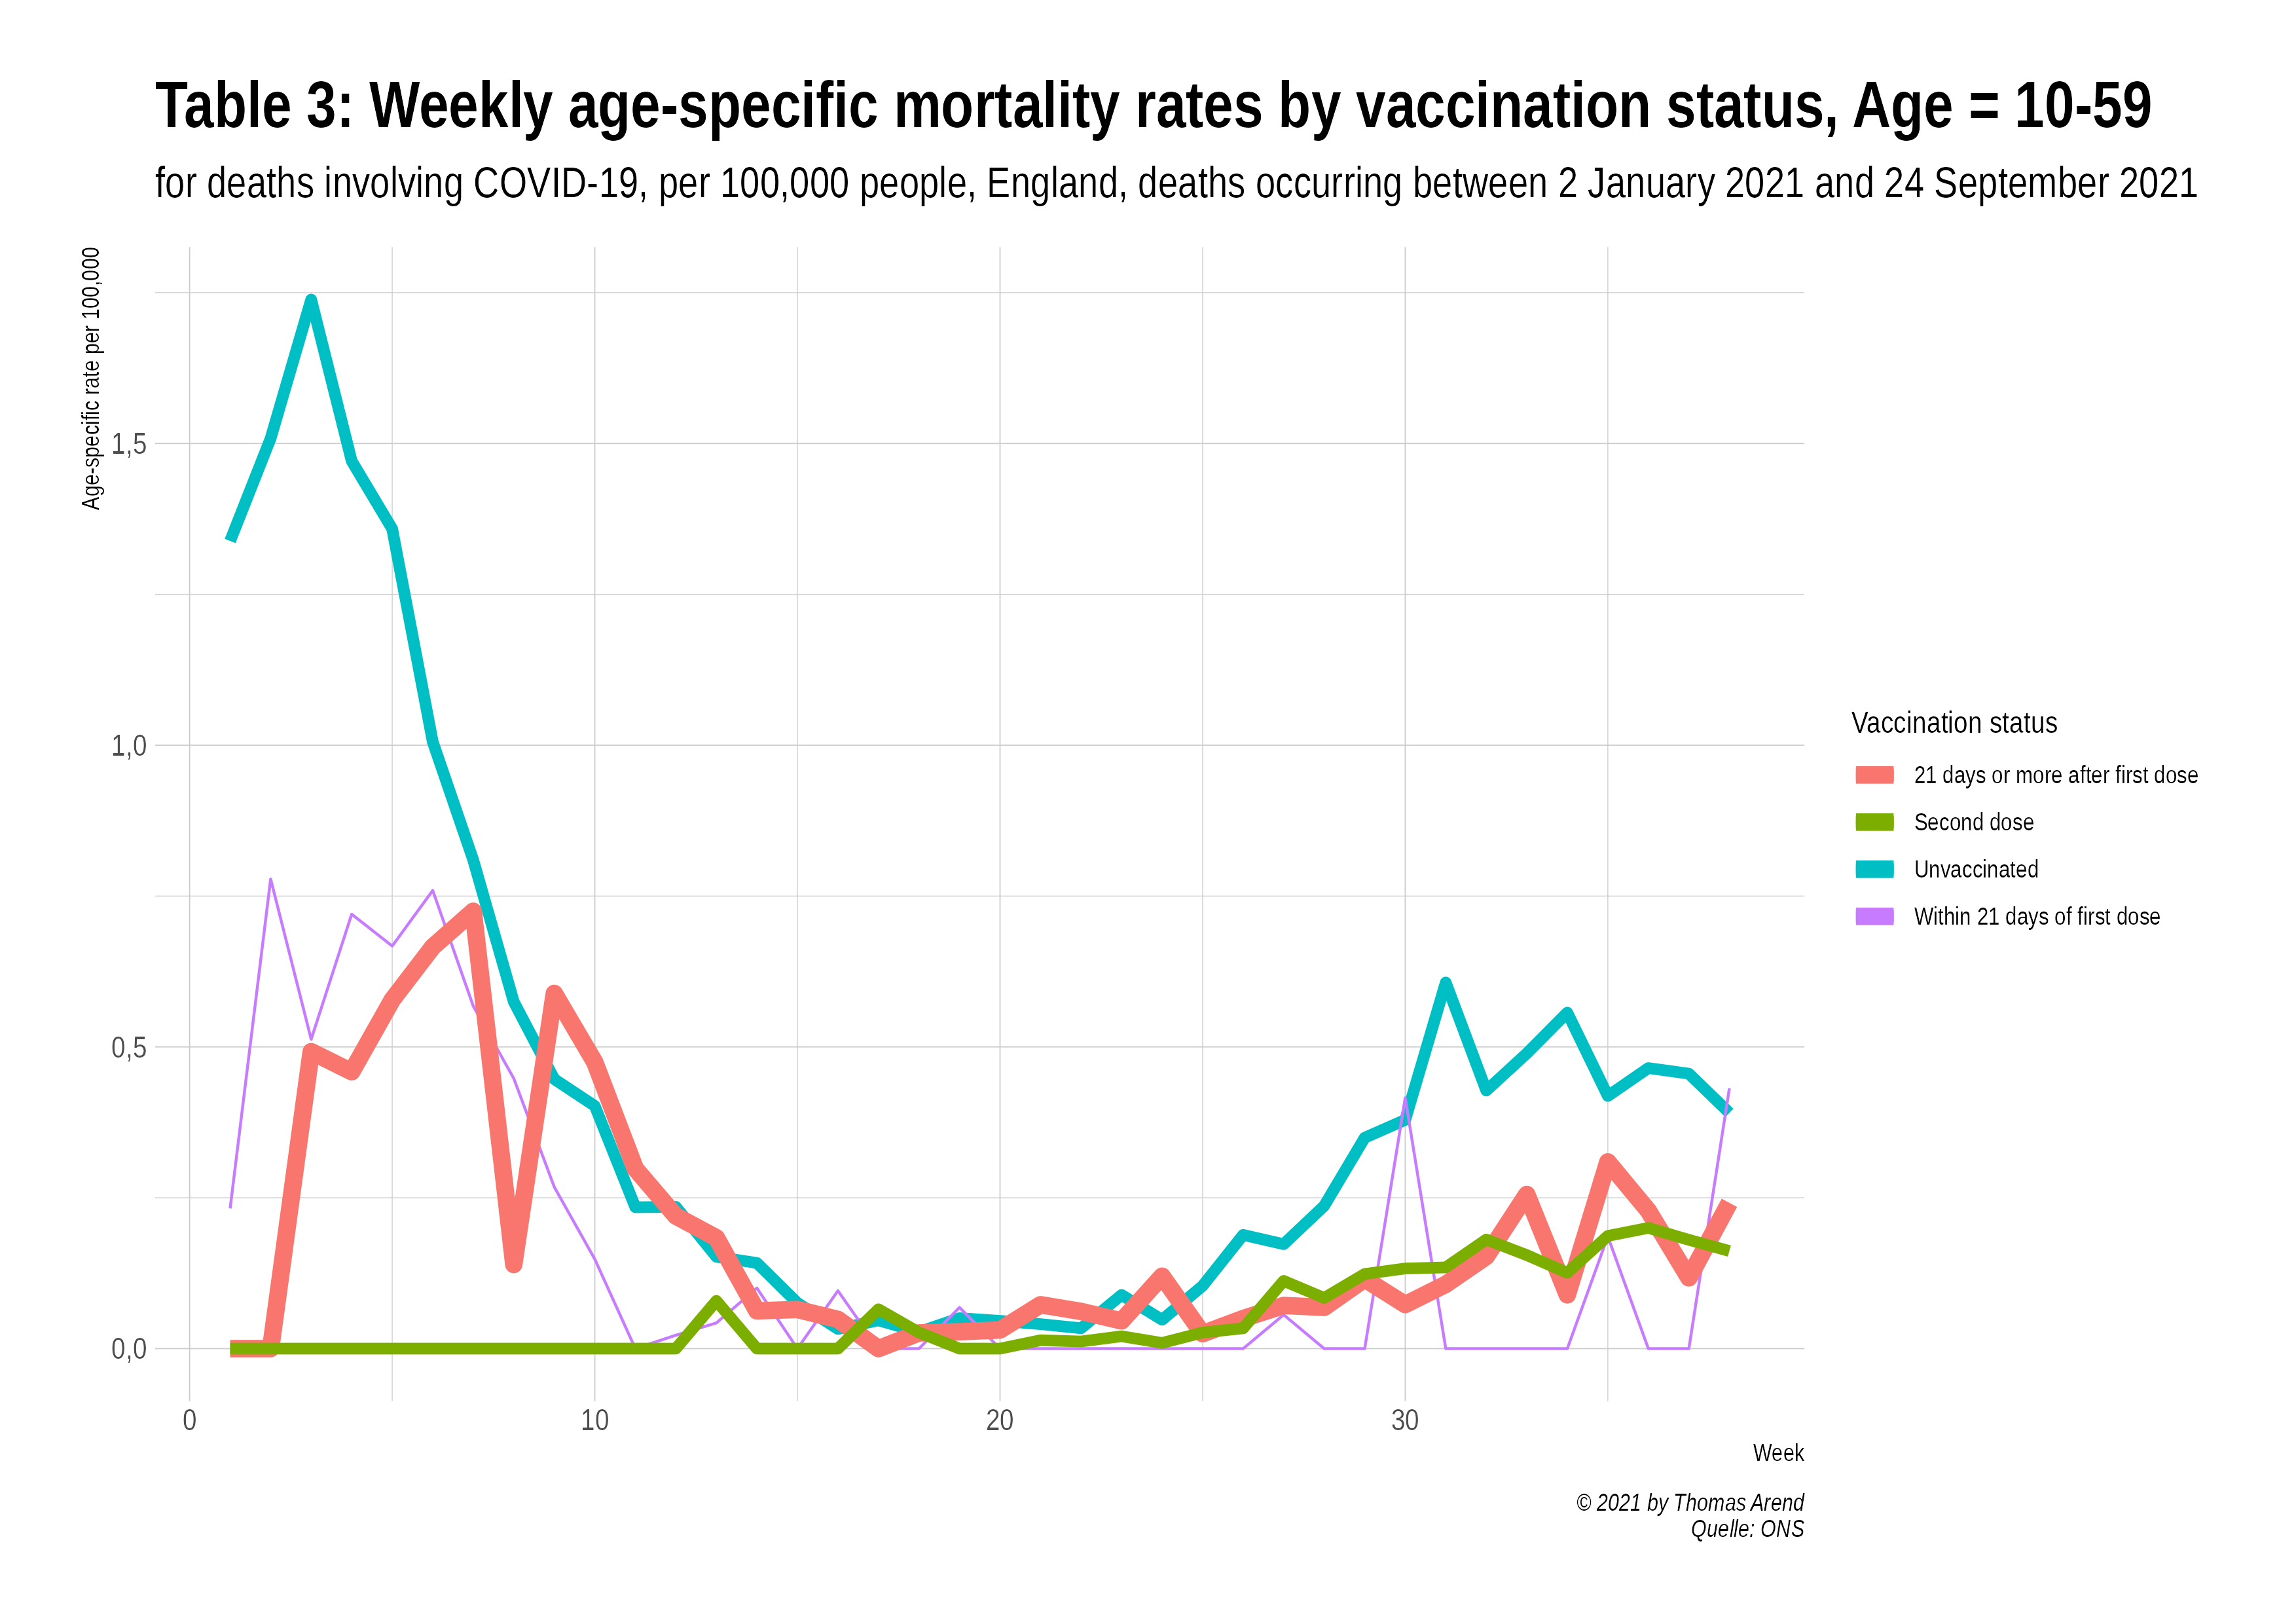 Table 3: Weekly age-specific mortality rates by vaccination status, Age = 10-59
for deaths involving COVID-19, per 100,000 people, England, deaths occurring between 2 January 2021 and 24 September 2021
Age-specific rate per 100,000
1,5
1,0
0,5
0,0
0
10
20
30
Week
Vaccination status
21 days or more after first dose
Second dose
Unvaccinated
Within 21 days of first dose
© 2021 by Thomas Arend
Quelle: ONS